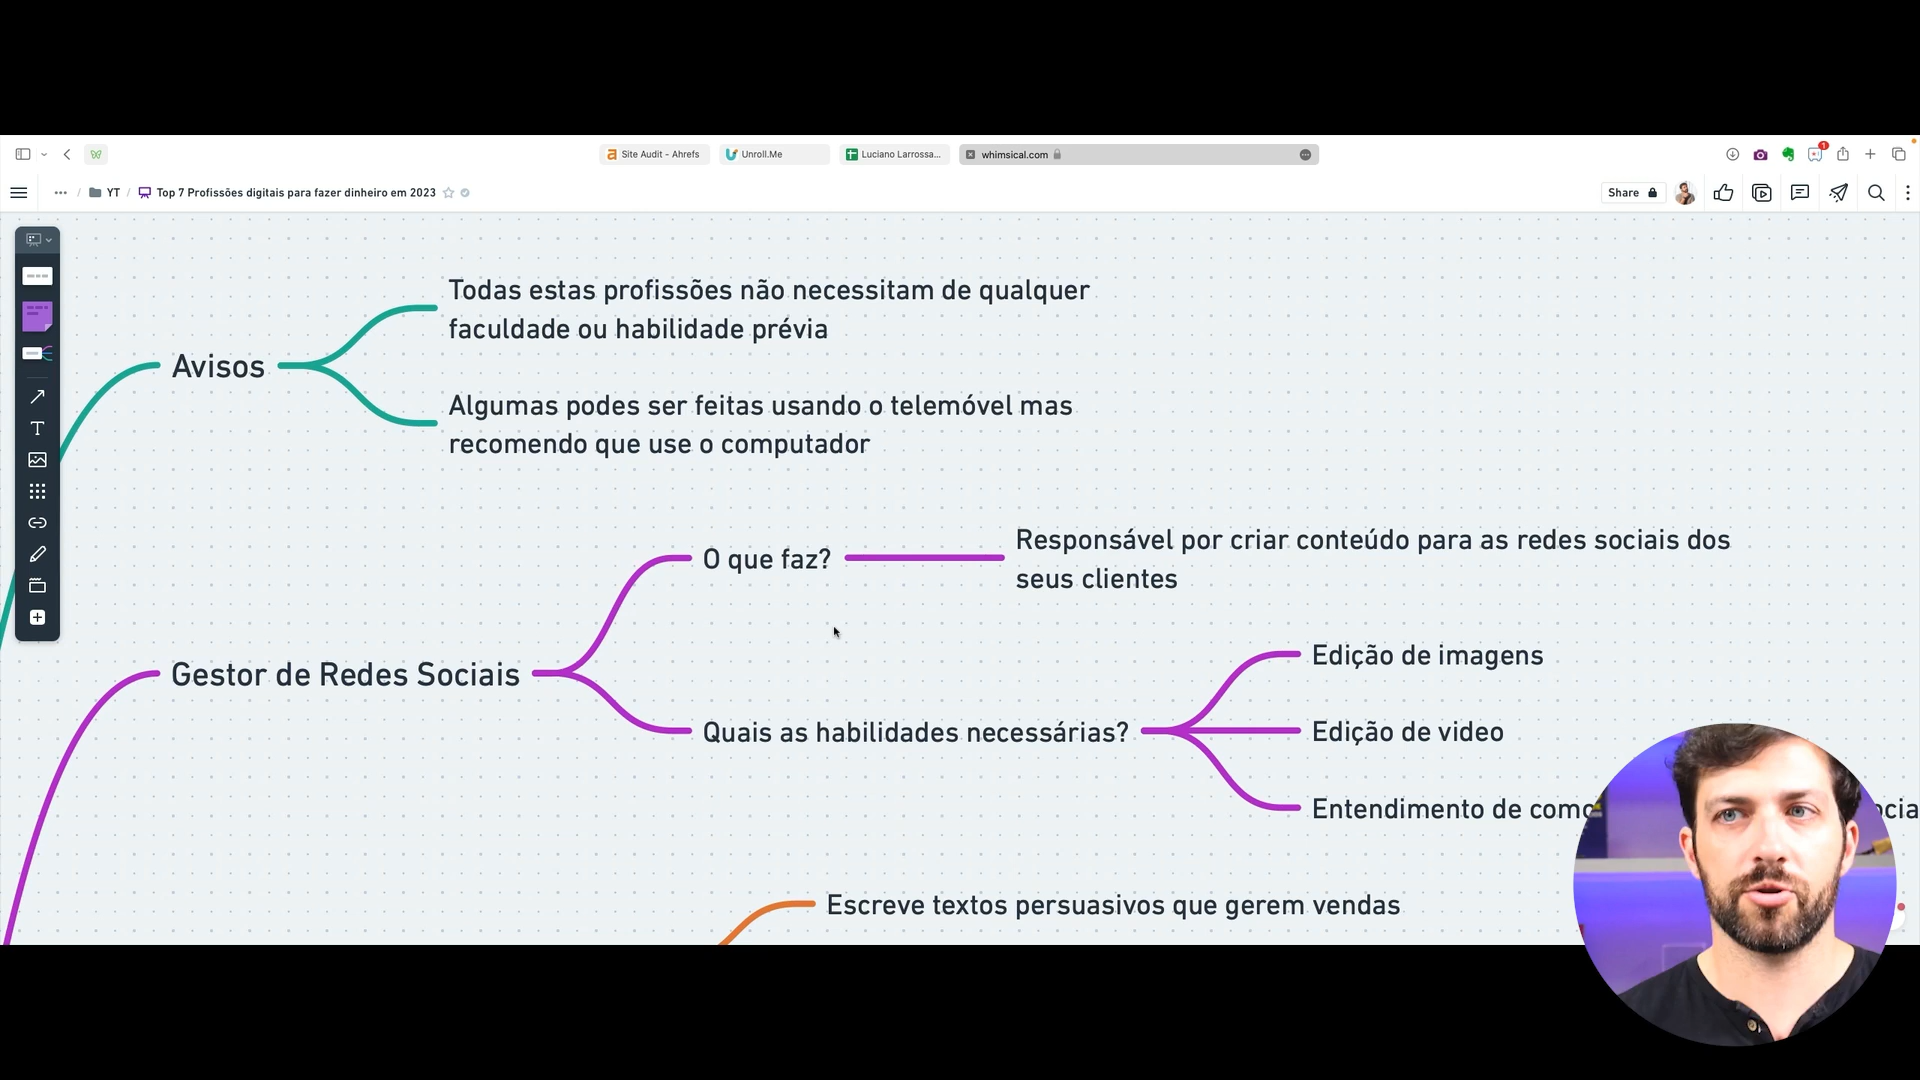 Site Audit - Ahrefs
Unroll.Me
Luciano Larrossa...
whimsical.com
1
... / YT / Top 7 Profissões digitais para fazer dinheiro em 2023
Share
Todas estas profissões não necessitam de qualquer
faculdade ou habilidade prévia
Avisos
Algumas podes ser feitas usando o telemóvel mas
recomendo que use o computador
O que faz?
Responsável por criar conteúdo para as redes sociais dos
seus clientes
Gestor de Redes Sociais
Quais as habilidades necessárias?
Edição de imagens
Edição de video
Entendimento de como
Escreve textos persuasivos que gerem vendas